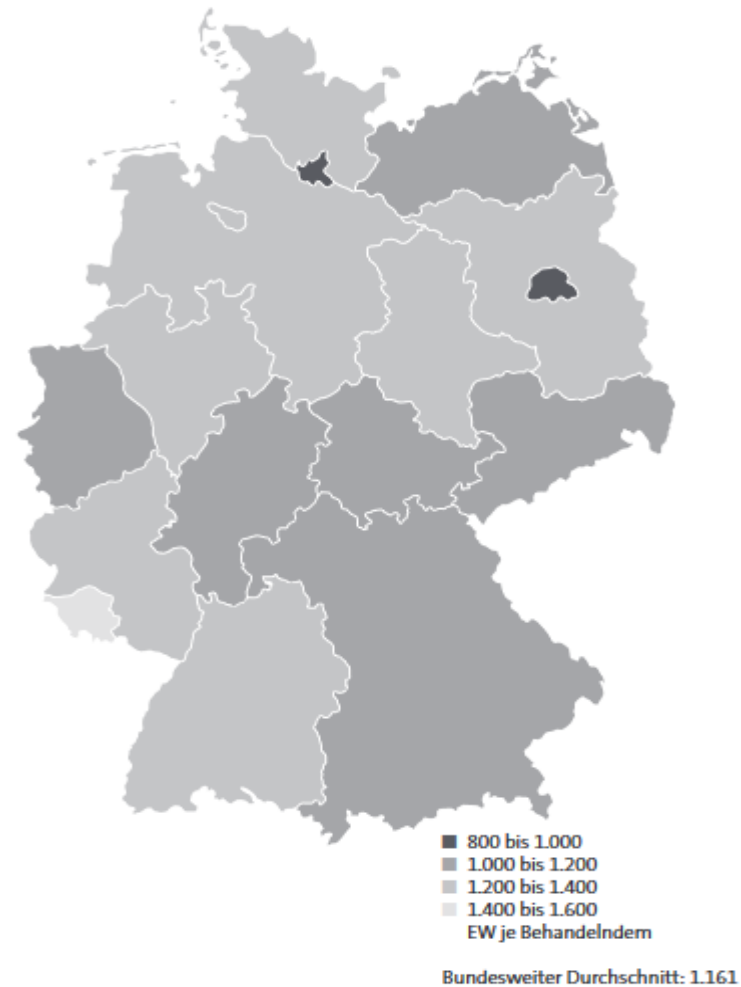 800 bis 1.000
1.000 bis 1.200
1.200 bis 1.400
1.400 bis 1.600
EW je Behandelndem
Bundesweiter Durchschnitt: 1.161